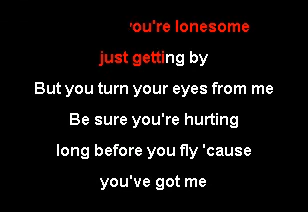 'ou're lonesome
just getting by
But you turn your eyes from me
Be sure you're hurting
long before you fly 'cause
you've got me